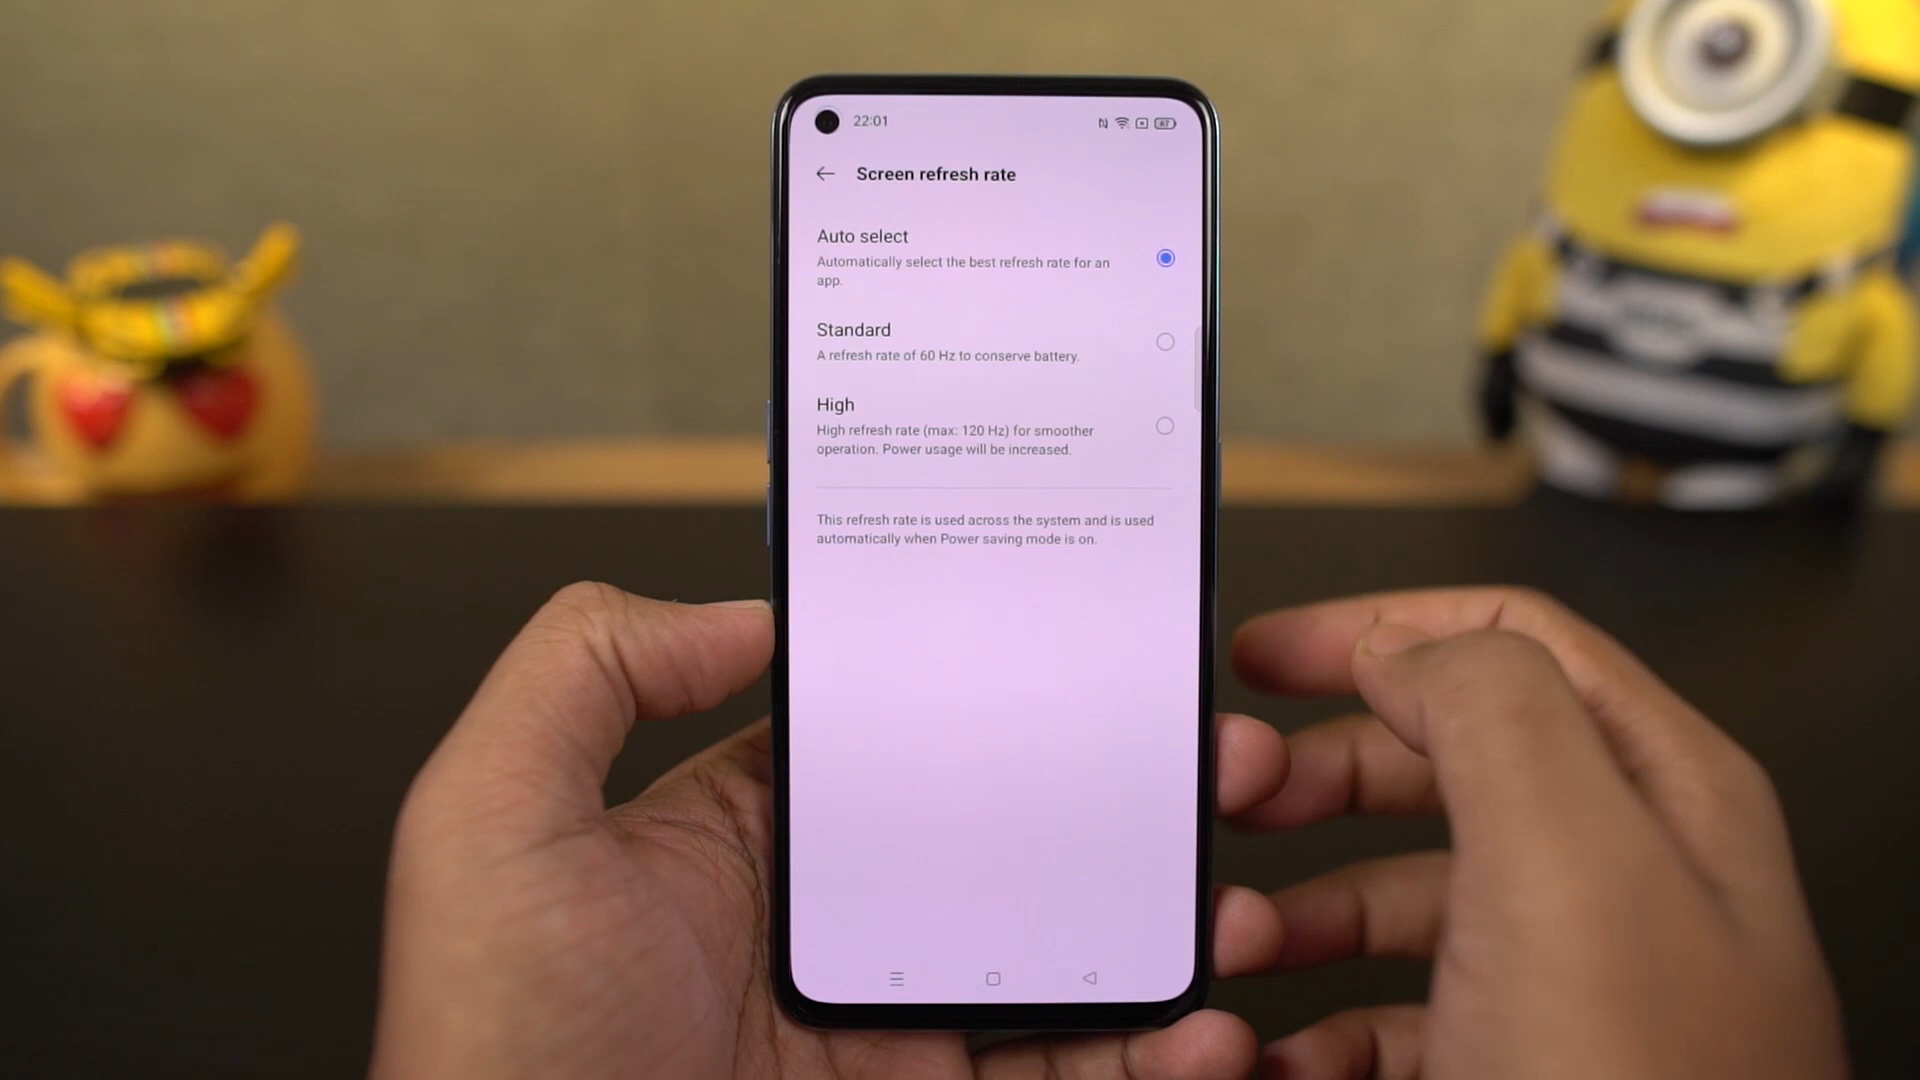 22:01
67
Screen refresh rate
Auto select
Automatically select the best refresh rate for an
app.
Standard
A refresh rate of 60 Hz to conserve battery.
High
High refresh rate (max: 120 Hz) for smoother
operation. Power usage will be increased.
This refresh rate is used across the system and is used
automatically when Power saving mode is on.